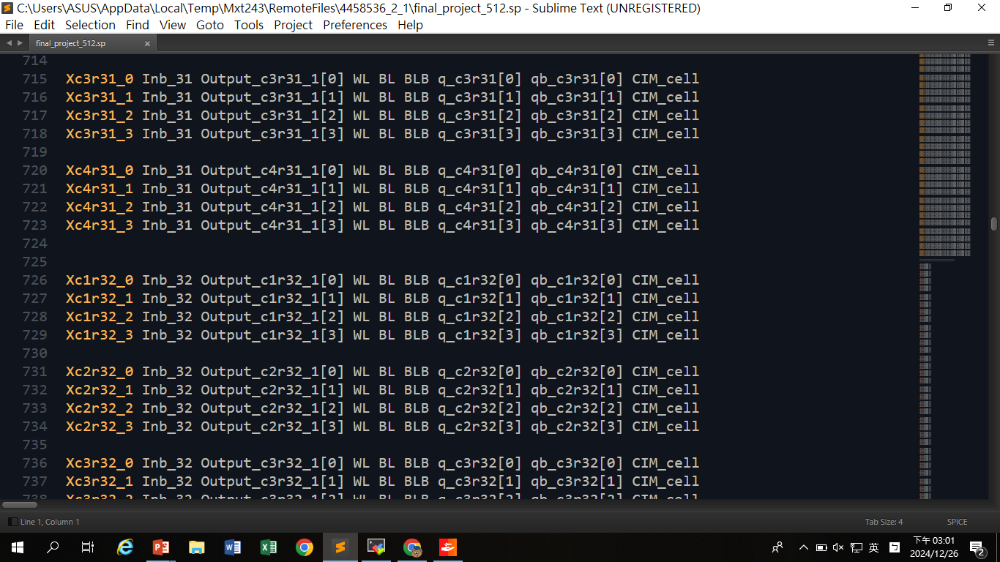 C:\Users\ASUS\AppData\Local\Temp\Mxt243\RemoteFiles\4458536_2_1\final_project_512.sp - Sublime Text (UNREGISTERED)
File Edit Selection Find View Goto Tools Project Preferences Help
final_project_512.sp
714
715 Xc3r31_0 Inb_31 Output_c3r31_1[0] WL BL BLB q_c3r31[0] qb_c3r31[0] CIM_cell
716 Xc3r31_1 Inb_31 Output_c3r31_1[1] WL BL BLB q_c3r31[1] qb_c3r31[1] CIM_cell
717 Xc3r31_2 Inb_31 Output_c3r31_1[2] WL BL BLB q_c3r31[2] qb_c3r31[2] CIM_cell
718 Xc3r31_3 Inb_31 Output_c3r31_1[3] WL BL BLB q_c3r31[3] qb_c3r31[3] CIM_cell
719
720 Xc4r31_0 Inb_31 Output_c4r31_1[0] WL BL BLB q_c4r31[0] qb_c4r31[0] CIM_cell
721 Xc4r31_1 Inb_31 Output_c4r31_1[1] WL BL BLB q_c4r31[1] qb_c4r31[1] CIM_cell
722 Xc4r31_2 Inb_31 Output_c4r31_1[2] WL BL BLB q_c4r31[2] qb_c4r31[2] CIM_cell
723 Xc4r31_3 Inb_31 Output_c4r31_1[3] WL BL BLB q_c4r31[3] qb_c4r31[3] CIM_cell
724
725
726 Xc1r32_0 Inb_32 Output_c1r32_1[0] WL BL BLB q_c1r32[0] qb_c1r32[0] CIM_cell
727 Xc1r32_1 Inb_32 Output_c1r32_1[1] WL BL BLB q_c1r32[1] qb_c1r32[1] CIM_cell
728 Xc1r32_2 Inb_32 Output_c1r32_1[2] WL BL BLB q_c1r32[2] qb_c1r32[2] CIM_cell
729 Xc1r32_3 Inb_32 Output_c1r32_1[3] WL BL BLB q_c1r32[3] qb_c1r32[3] CIM_cell
730
731 Xc2r32_0 Inb_32 Output_c2r32_1[0] WL BL BLB q_c2r32[0] qb_c2r32[0] CIM_cell
732 Xc2r32_1 Inb_32 Output_c2r32_1[1] WL BL BLB q_c2r32[1] qb_c2r32[1] CIM_cell
733 Xc2r32_2 Inb_32 Output_c2r32_1[2] WL BL BLB q_c2r32[2] qb_c2r32[2] CIM_cell
734 Xc2r32_3 Inb_32 Output_c2r32_1[3] WL BL BLB q_c2r32[3] qb_c2r32[3] CIM_cell
735
736 Xc3r32_0 Inb_32 Output_c3r32_1[0] WL BL BLB q_c3r32[0] qb_c3r32[0] CIM_cell
737 Xc3r32_1 Inb_32 Output_c3r32_1[1] WL BL BLB q_c3r32[1] qb_c3r32[1] CIM_cell
738 Xc3r32_2 Inb_32 Output_c3r32_1[2] WL BL BLB q_c3r32[2] qb_c3r32[2] CIM_cell
Line 1, Column 1 Tab Size: 4 SPICE
英 下午 03:01
2024/12/26 2